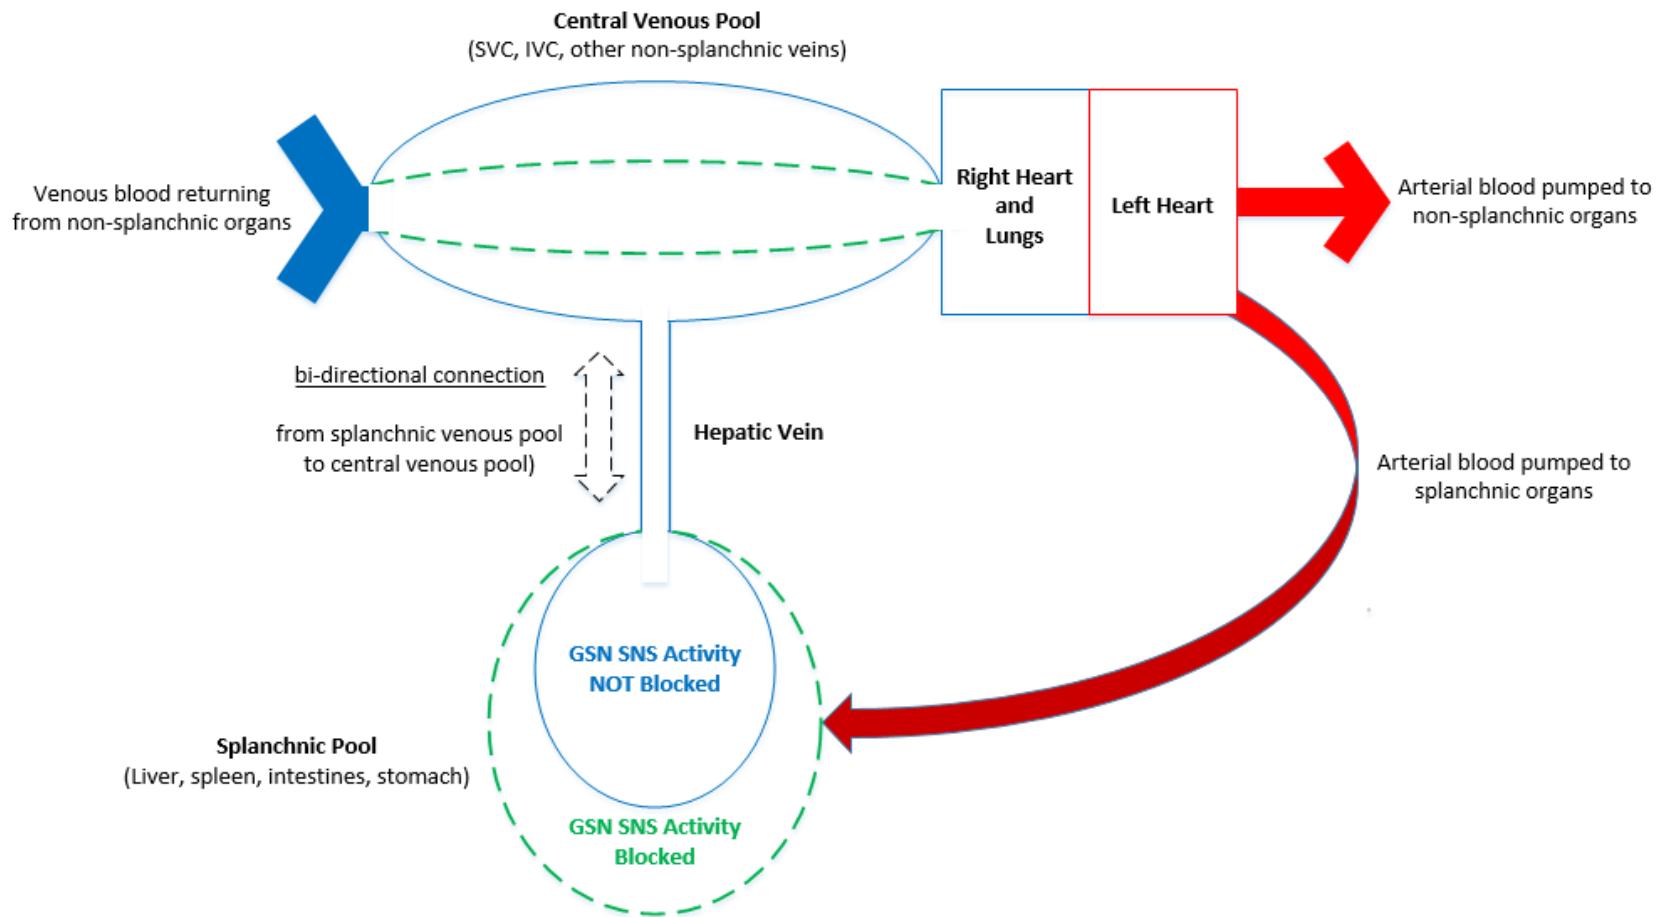 Central Venous Pool
(SVC, IVC, other non-splanchnic veins)
Venous blood returning
from non-splanchnic organs
Right Heart
and
Lungs
Left Heart
Arterial blood pumped to
non-splanchnic organs
bi-directional connection
from splanchnic venous pool
to central venous pool)
Hepatic Vein
Arterial blood pumped to
splanchnic organs
GSN SNS Activity
NOT Blocked
Splanchnic Pool
(Liver, spleen, intestines, stomach)
GSN SNS Activity
Blocked